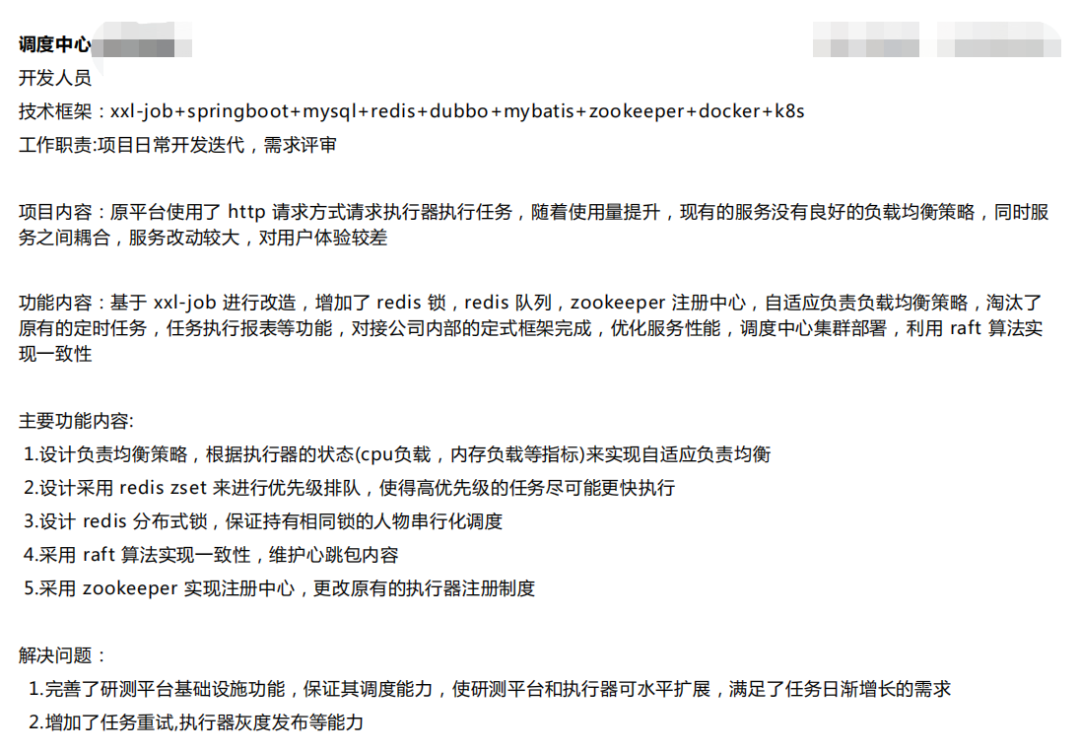 调度中心
开发人员
技术框架：xxl-job+springboot+mysql+redis+dubbo+mybatis+zookeeper+docker+k8s
工作职责:项目日常开发迭代，需求评审
项目内容：原平台使用了 http 请求方式请求执行器执行任务，随着使用量提升，现有的服务没有良好的负载均衡策略，同时服
务之间耦合，服务改动较大，对用户体验较差
功能内容：基于 xxl-job 进行改造，增加了 redis 锁，redis 队列，zookeeper 注册中心，自适应负责负载均衡策略，淘汰了
原有的定时任务，任务执行报表等功能，对接公司内部的定式框架完成，优化服务性能，调度中心集群部署，利用 raft 算法实
现一致性
主要功能内容:
1.设计负责均衡策略，根据执行器的状态(cpu负载，内存负载等指标)来实现自适应负责均衡
2.设计采用 redis zset 来进行优先级排队，使得高优先级的任务尽可能更快执行
3.设计 redis 分布式锁，保证持有相同锁的人物串行化调度
4.采用 raft 算法实现一致性，维护心跳包内容
5.采用 zookeeper 实现注册中心，更改原有的执行器注册制度
解决问题：
1.完善了研测平台基础设施功能，保证其调度能力，使研测平台和执行器可水平扩展，满足了任务日渐增长的需求
2.增加了任务重试,执行器灰度发布等能力